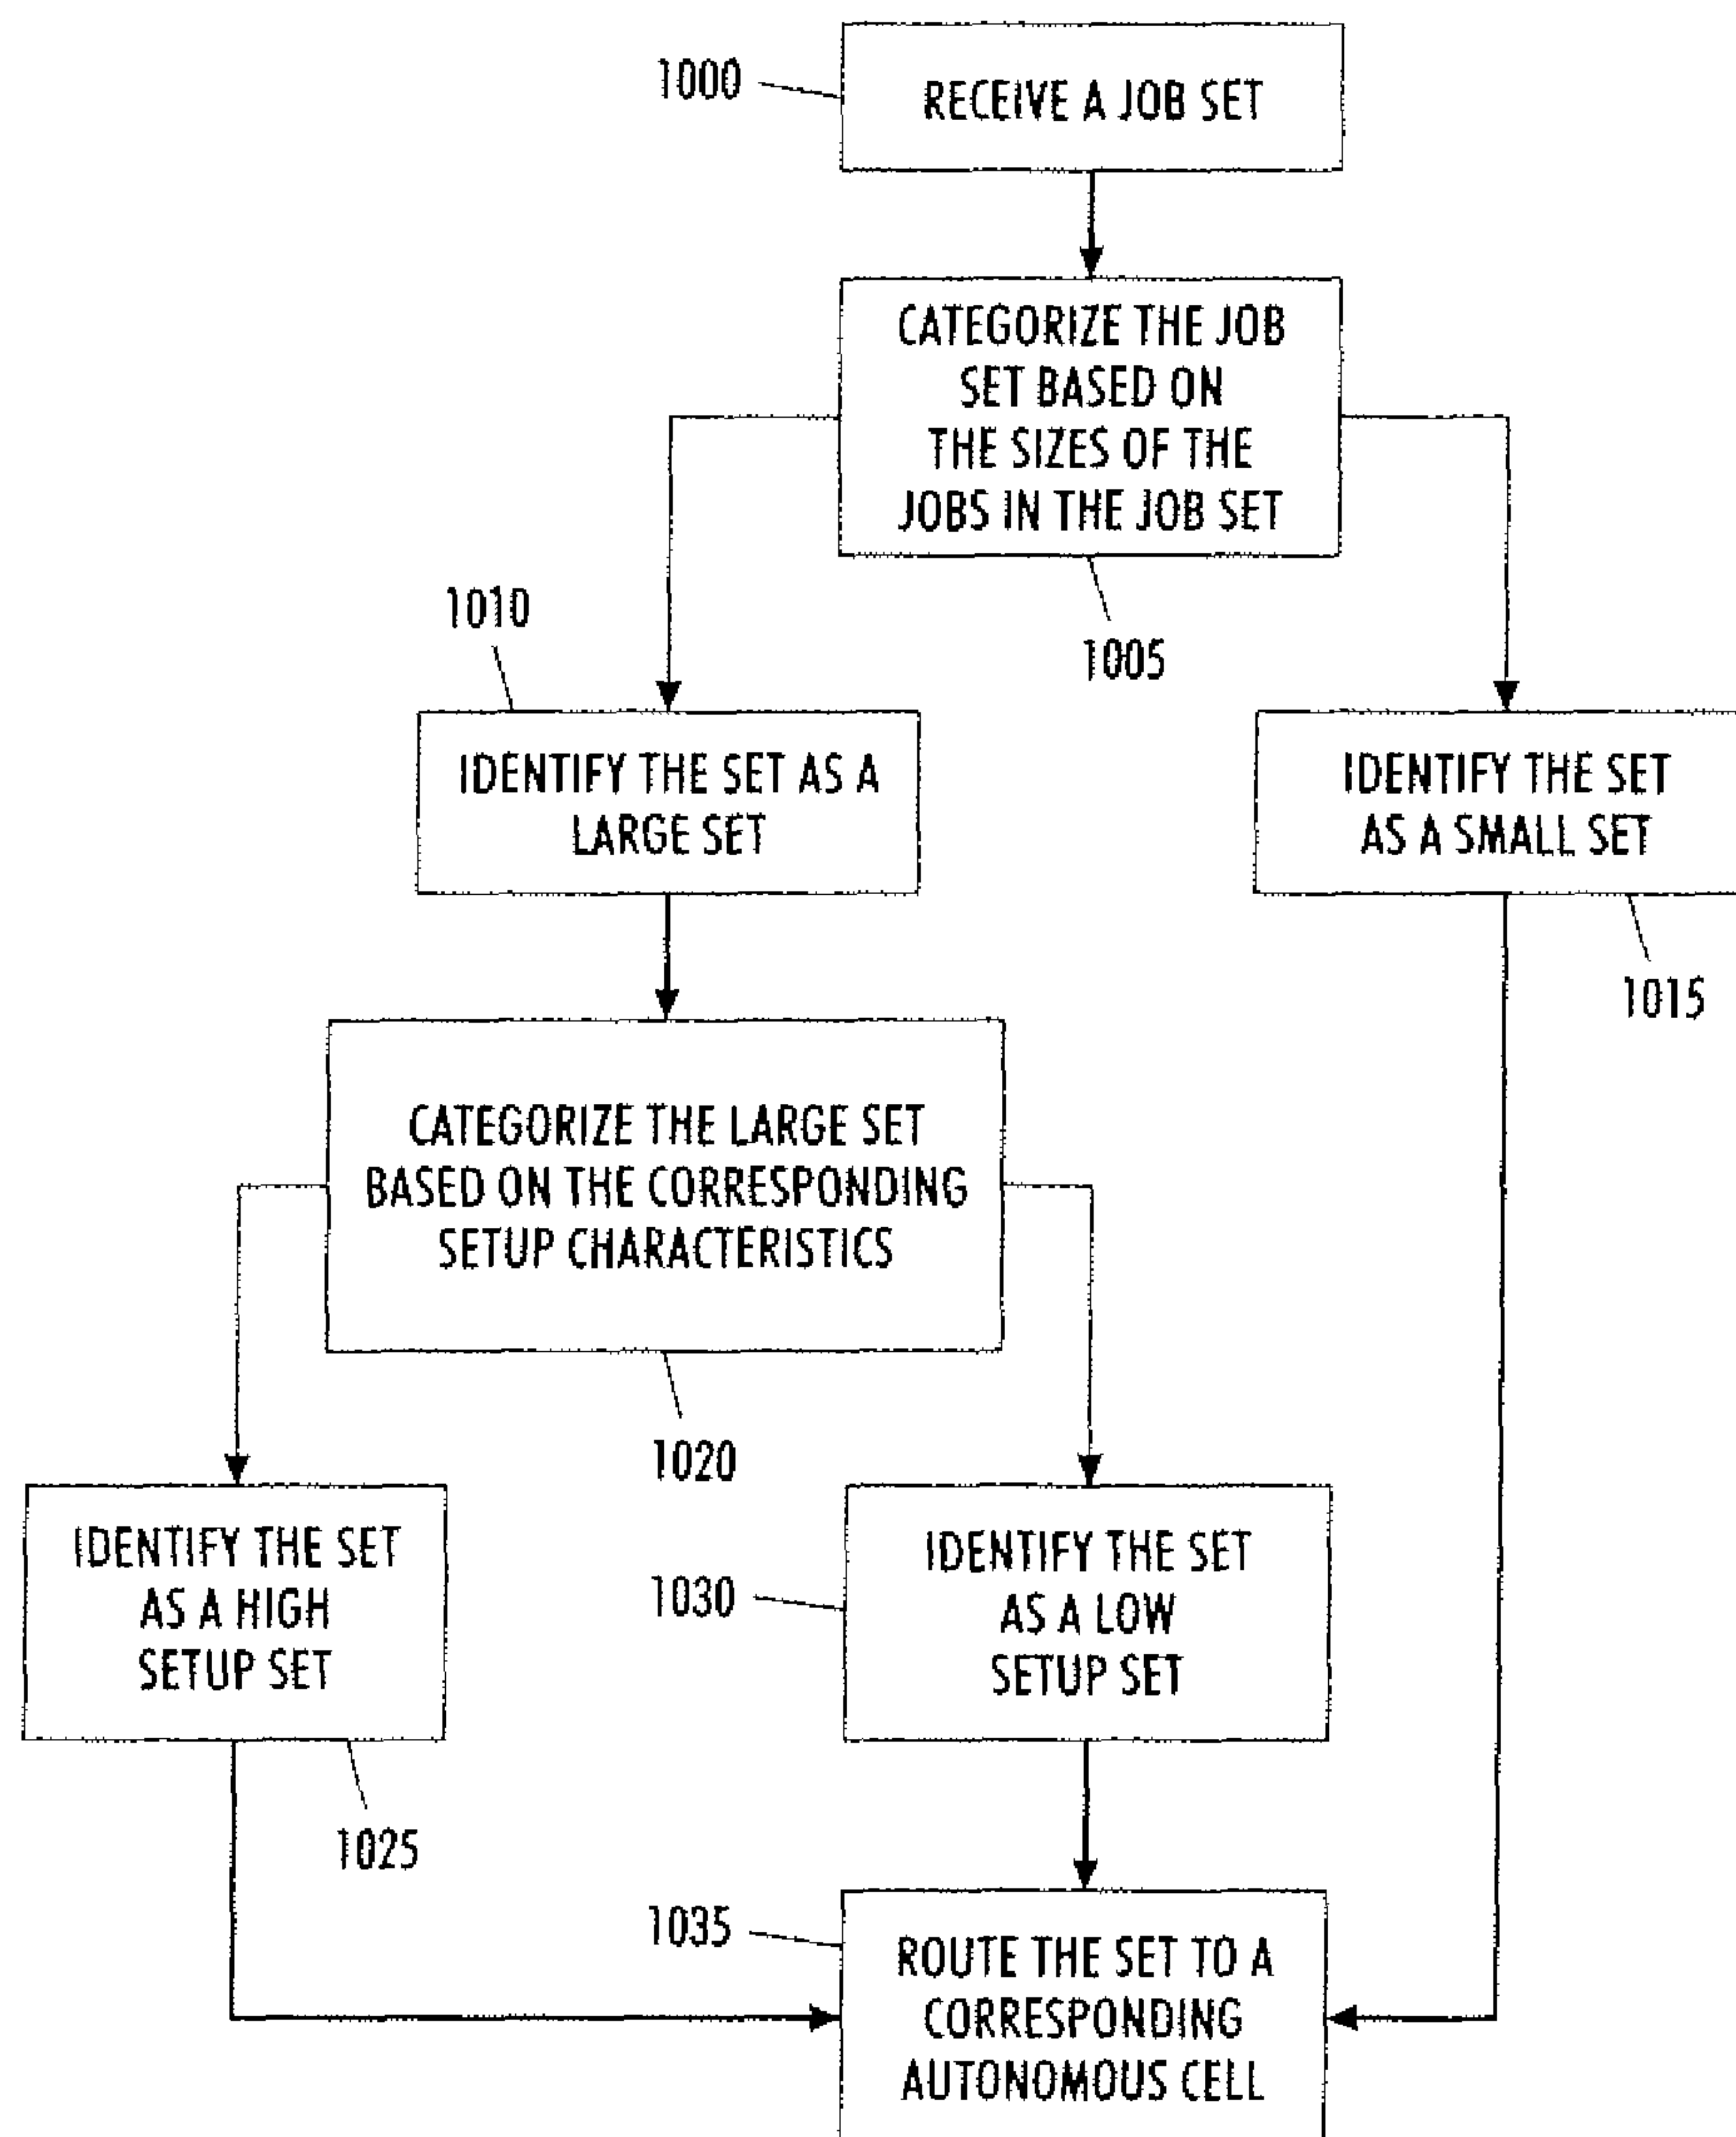 1000
RECEIVE A JOB SET
CATEGORIZE THE JOB
SET BASED ON
THE SIZES OF THE
JOBS IN THE JOB SET
1005
1010
IDENTIFY THE SET AS A
LARGE SET
IDENTIFY THE SET
AS A SMALL SET
1015
CATEGORIZE THE LARGE SET
BASED ON THE CORRESPONDING
SETUP CHARACTERISTICS
1020
IDENTIFY THE SET
AS A HIGH
SETUP SET
1025
1030
IDENTIFY THE SET
AS A LOW
SETUP SET
1035
ROUTE THE SET TO A
CORRESPONDING
AUTONOMOUS CELL